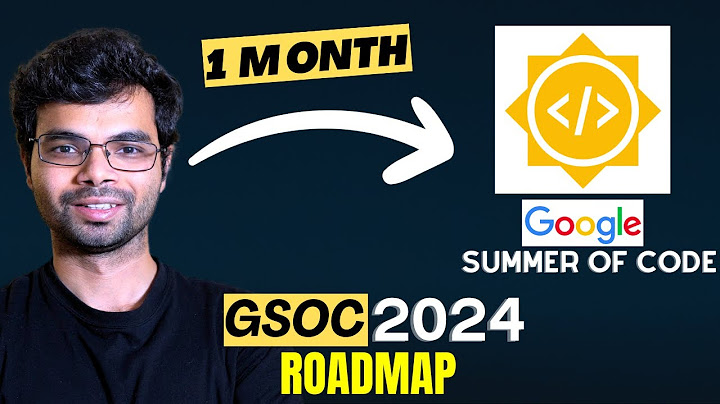 1 MONTH
</>
Google
SUMMER OF CODE
GSOC 2024
ROADMAP